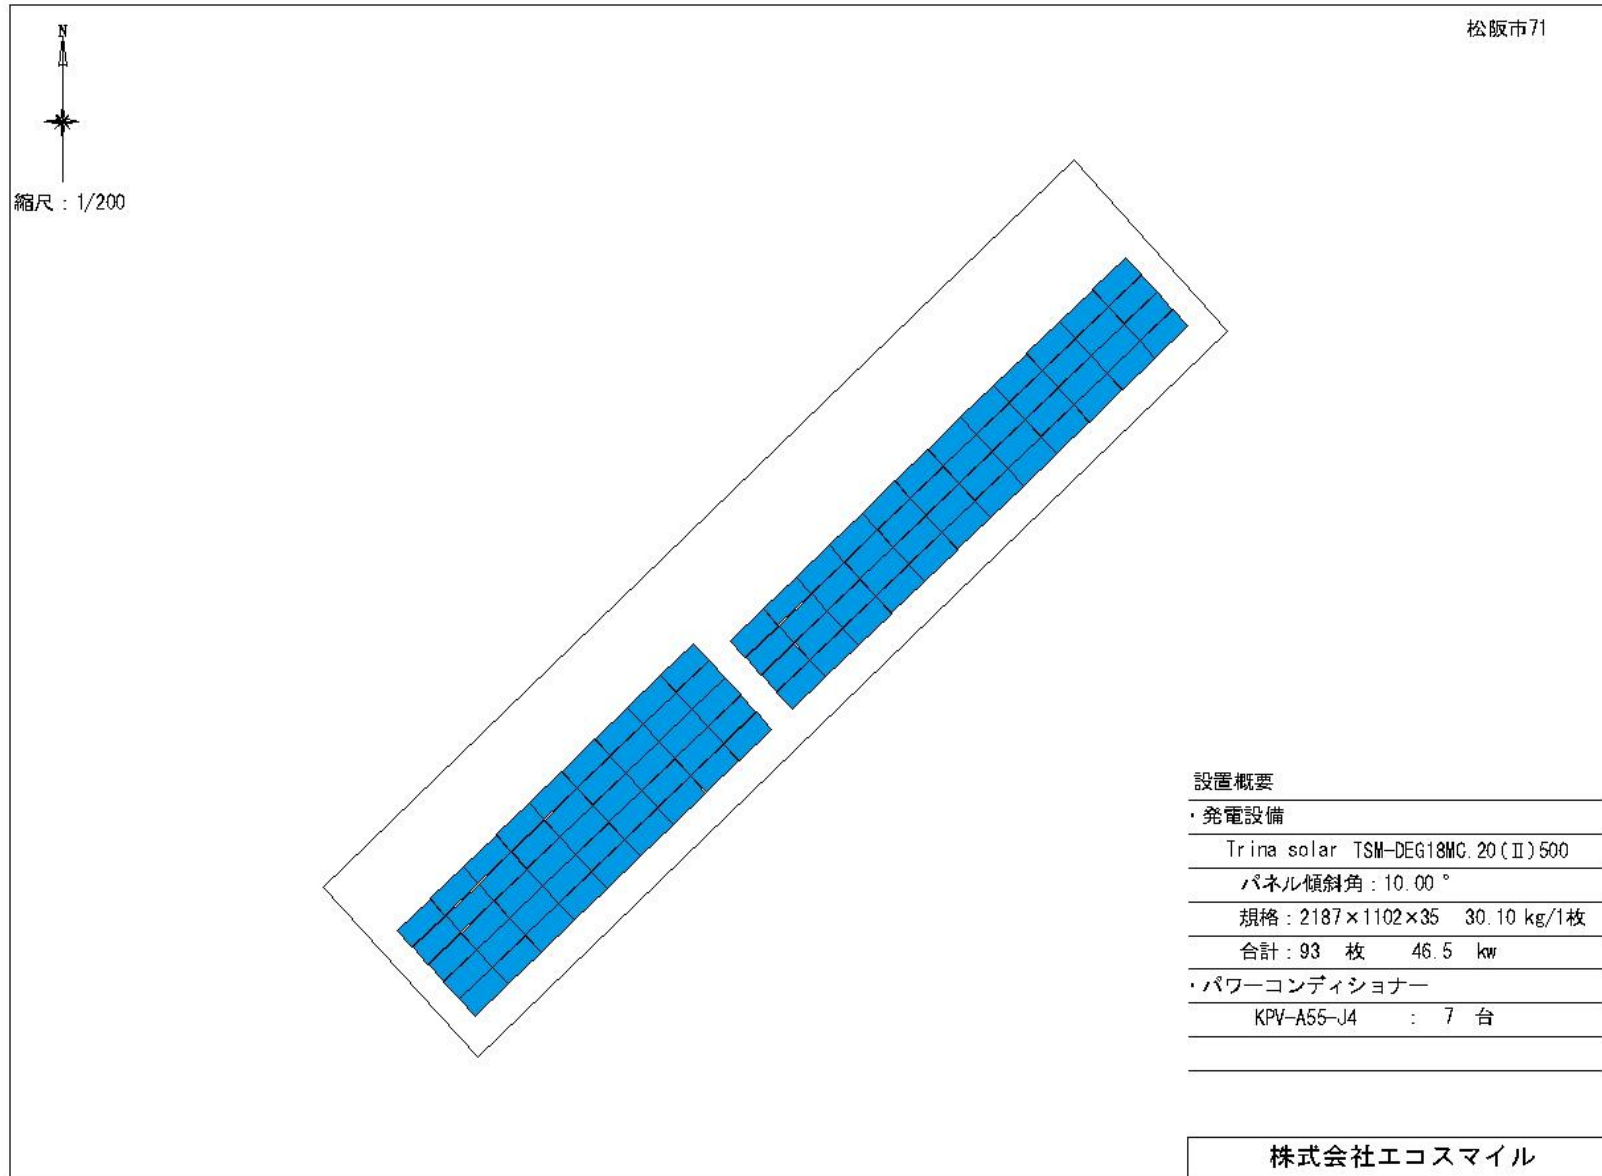 松阪市71
N
縮尺：1/200
設置概要
・発電設備
Trina solar TSM-DEG18MC.20(Ⅱ)500
パネル傾斜角：10.00 °
規格：2187×1102×35 30.10 kg/1枚
合計：93 枚 46.5 kw
・パワーコンディショナー
KPV-A55-J4 ： 7 台
株式会社エコスマイル